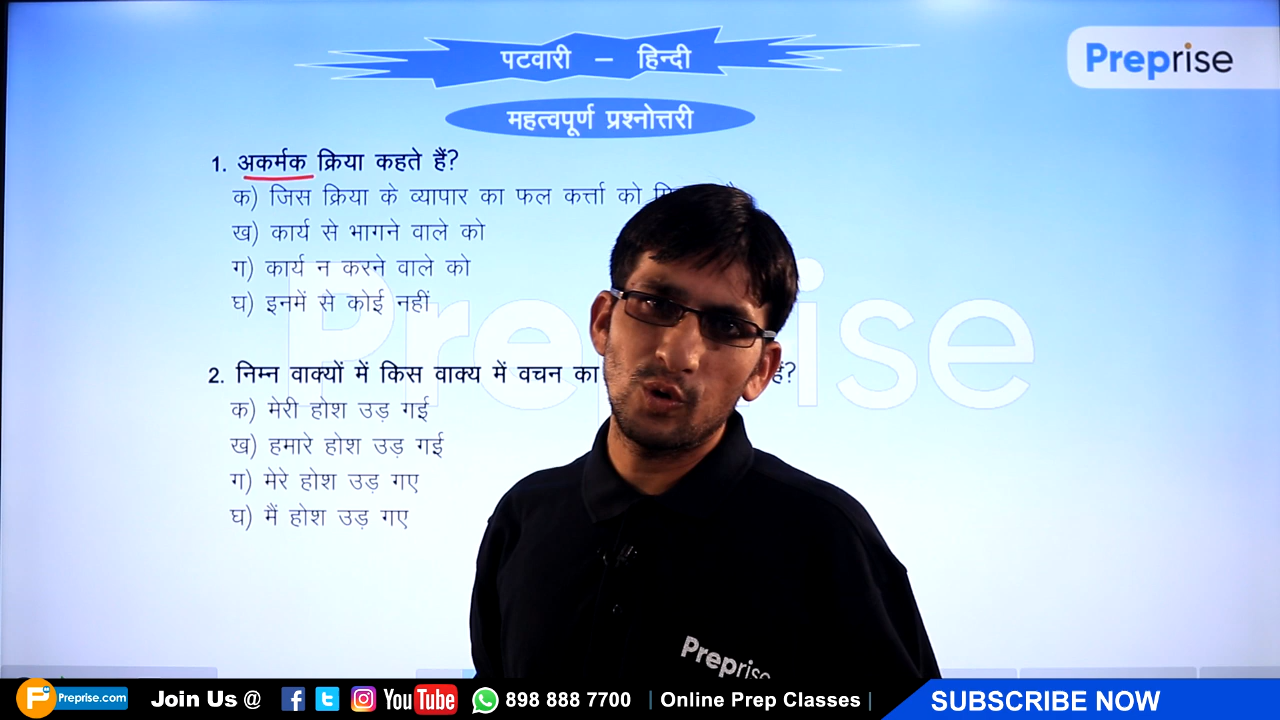 पटवारी – हिन्दी
Preprise
महत्वपूर्ण प्रश्नोत्तरी
1. अकर्मक क्रिया कहते हैं?
क) जिस क्रिया के व्यापार का फल कर्त्ता को
ख) कार्य से भागने वाले को
ग) कार्य न करने वाले को
घ) इनमें से कोई नहीं
Preprise
2. निम्न वाक्यों में किस वाक्य में वचन का हैं?
क) मेरी होश उड़ गई
ख) हमारे होश उड़ गई
ग) मेरे होश उड़ गए
घ) मैं होश उड़ गए
Preprise
Preprise.com Join Us @ YouTube 898 888 7700 | Online Prep Classes | SUBSCRIBE NOW